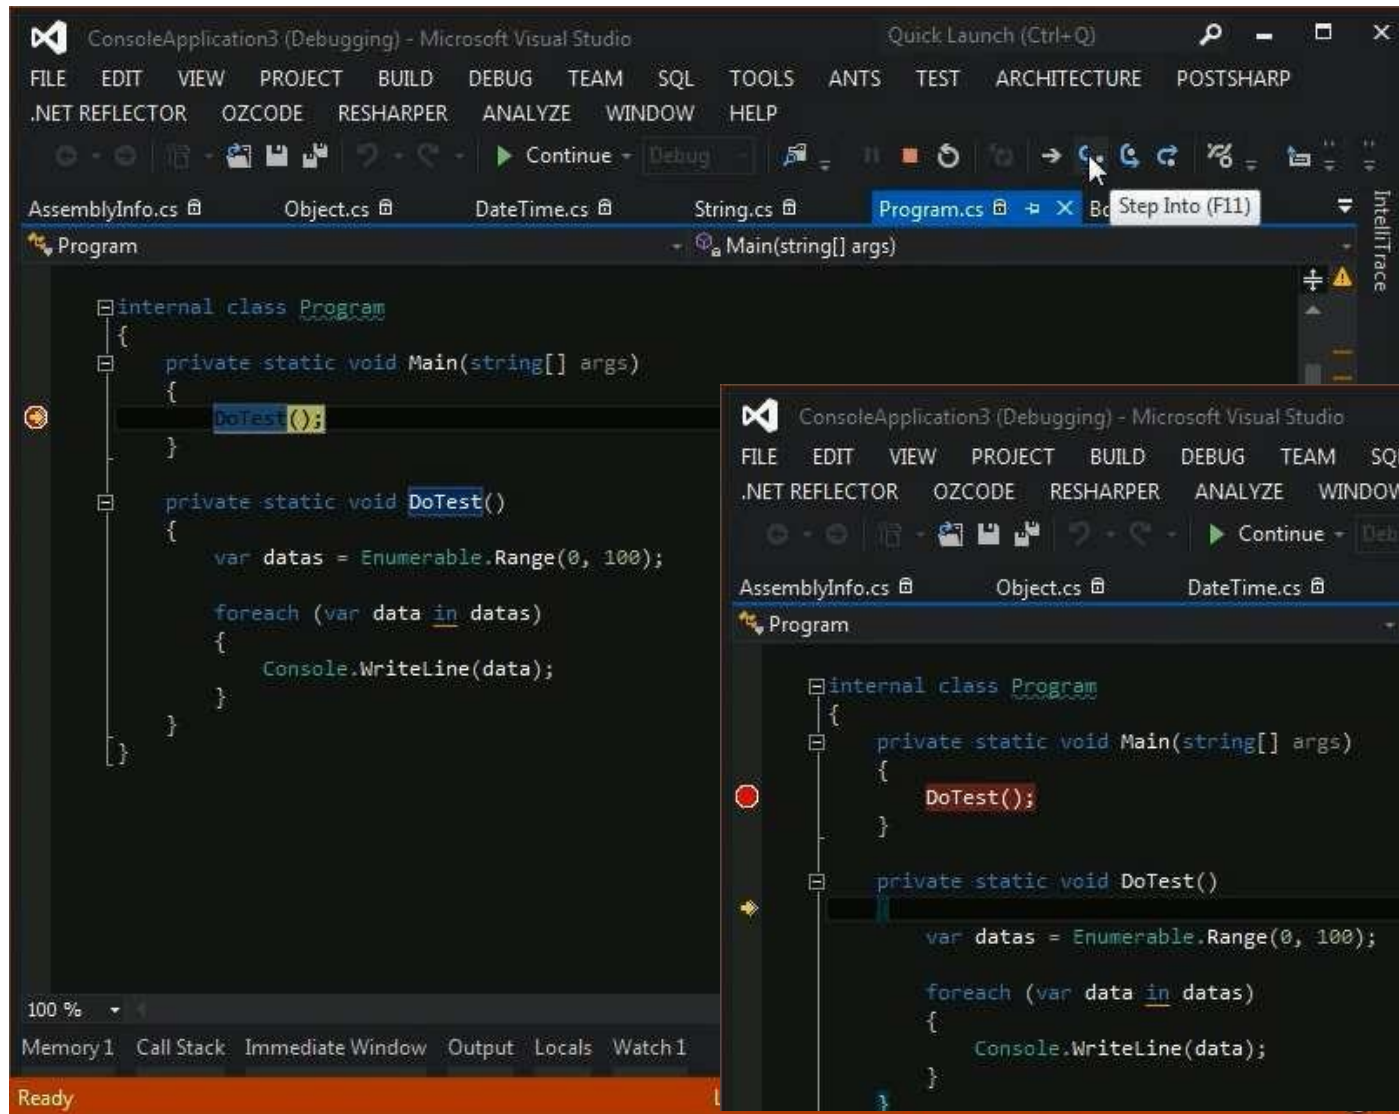 ConsoleApplication3 (Debugging) - Microsoft Visual Studio
Quick Launch (Ctrl+Q)
FILE EDIT VIEW PROJECT BUILD DEBUG TEAM SQL TOOLS ANTS TEST ARCHITECTURE POSTSHARP
.NET REFLECTOR OZCODE RESHARPER ANALYZE WINDOW HELP
Continue Debug
AssemblyInfo.cs Object.cs DateTime.cs String.cs Program.cs
Step Into (F11)
IntelliTrace
Program Main(string[] args)
internal class Program
{
private static void Main(string[] args)
{
DoTest();
}
private static void DoTest()
{
var datas = Enumerable.Range(0, 100);
foreach (var data in datas)
{
Console.WriteLine(data);
}
}
}
100 %
Memory 1 Call Stack Immediate Window Output Locals Watch 1
Ready
ConsoleApplication3 (Debugging) - Microsoft Visual Studio
FILE EDIT VIEW PROJECT BUILD DEBUG TEAM
.NET REFLECTOR OZCODE RESHARPER ANALYZE WINDOW
Continue
AssemblyInfo.cs Object.cs DateTime.cs
Program
internal class Program
{
private static void Main(string[] args)
{
DoTest();
}
private static void DoTest()
var datas = Enumerable.Range(0, 100);
foreach (var data in datas)
{
Console.WriteLine(data);
}
}